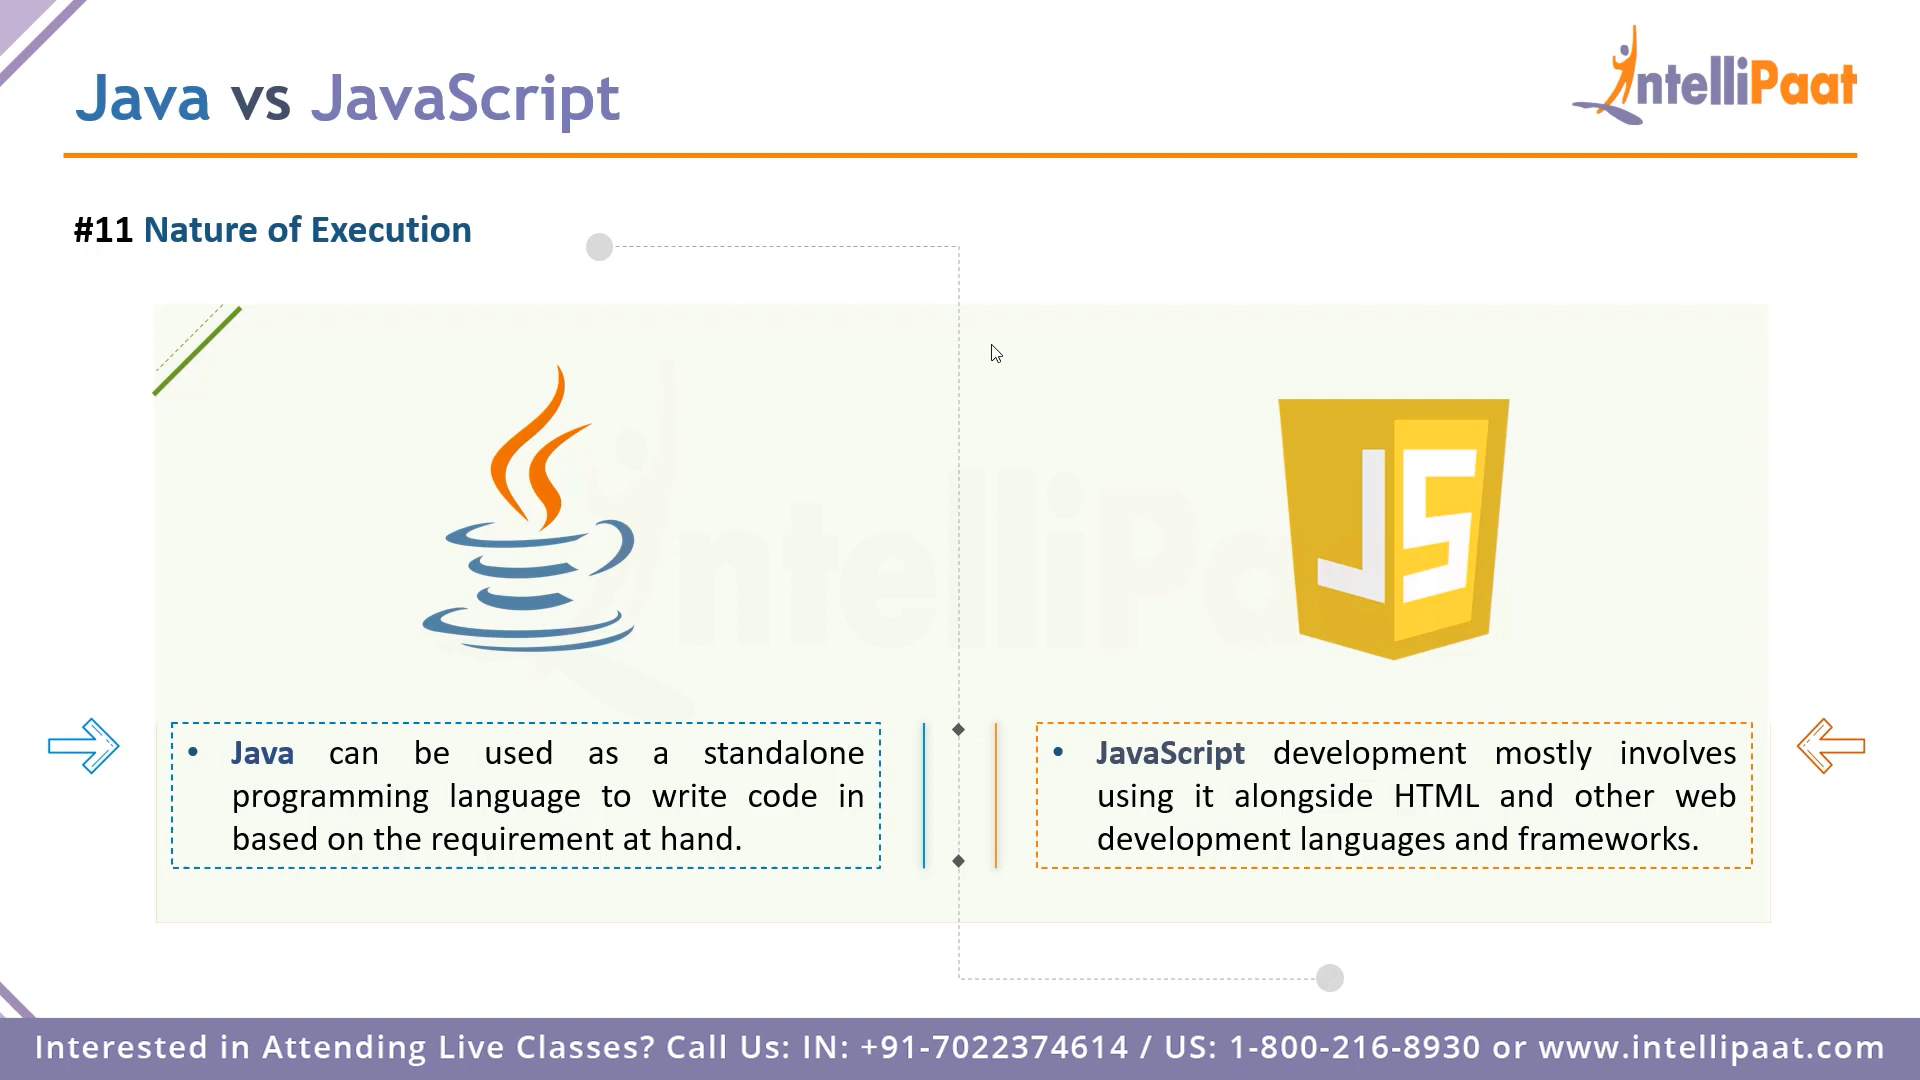 Java vs JavaScript
IntelliPaat
#11 Nature of Execution
IntelliPaat
JS
• Java can be used as a standalone
programming language to write code in
based on the requirement at hand.
• JavaScript development mostly involves
using it alongside HTML and other web
development languages and frameworks.
Interested in Attending Live Classes? Call Us: IN: +91-7022374614 / US: 1-800-216-8930 or www.intellipaat.com